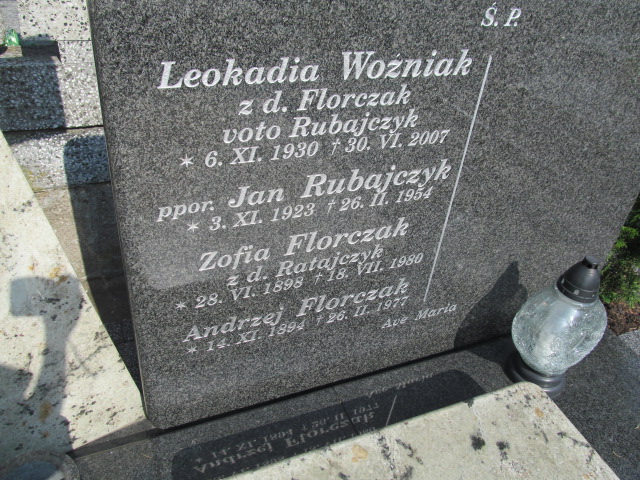 Ś. P.
Leokadia Woźniak
z d. Florczak
voto Rubajczyk
* 6. XI. 1930 † 30. VI. 2007
ppor. Jan Rubajczyk
* 3. XI. 1923 † 26. II. 1954
Zofia Florczak
z d. Ratajczyk
* 28. VI. 1898 † 18. VII. 1980
Andrzej Florczak
* 14. XI. 1894 † 26. II. 1977
Ave Maria